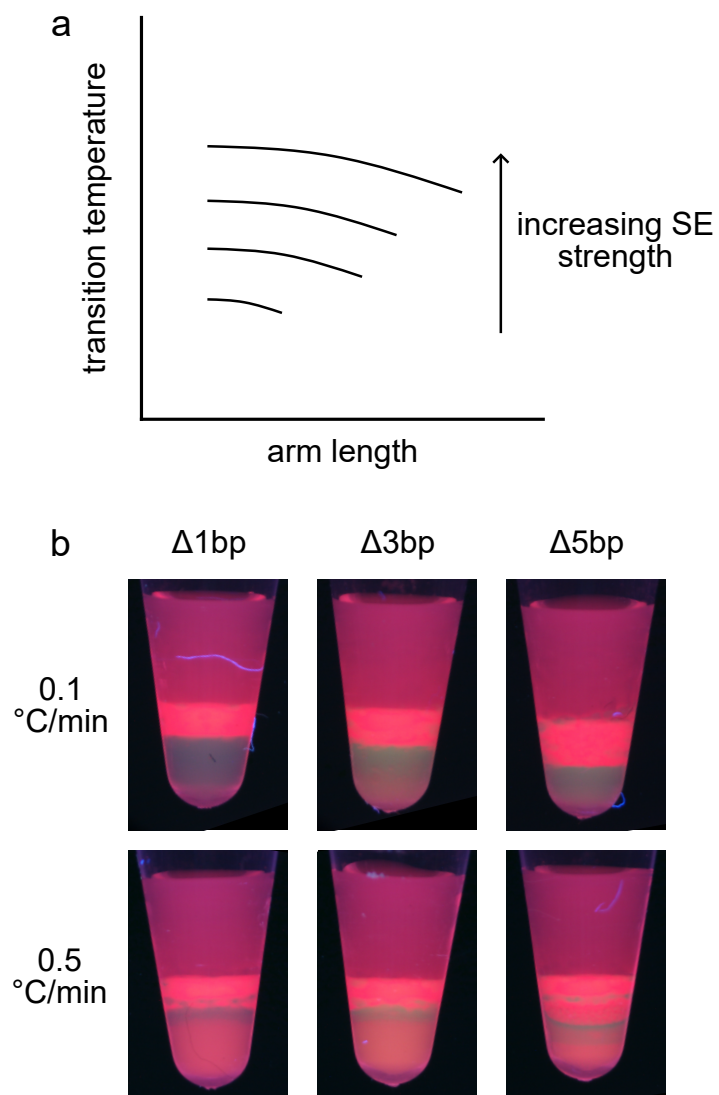 a
transition temperature
increasing SE
strength
arm length
b
Δ1bp
Δ3bp
Δ5bp
0.1
°C/min
0.5
°C/min